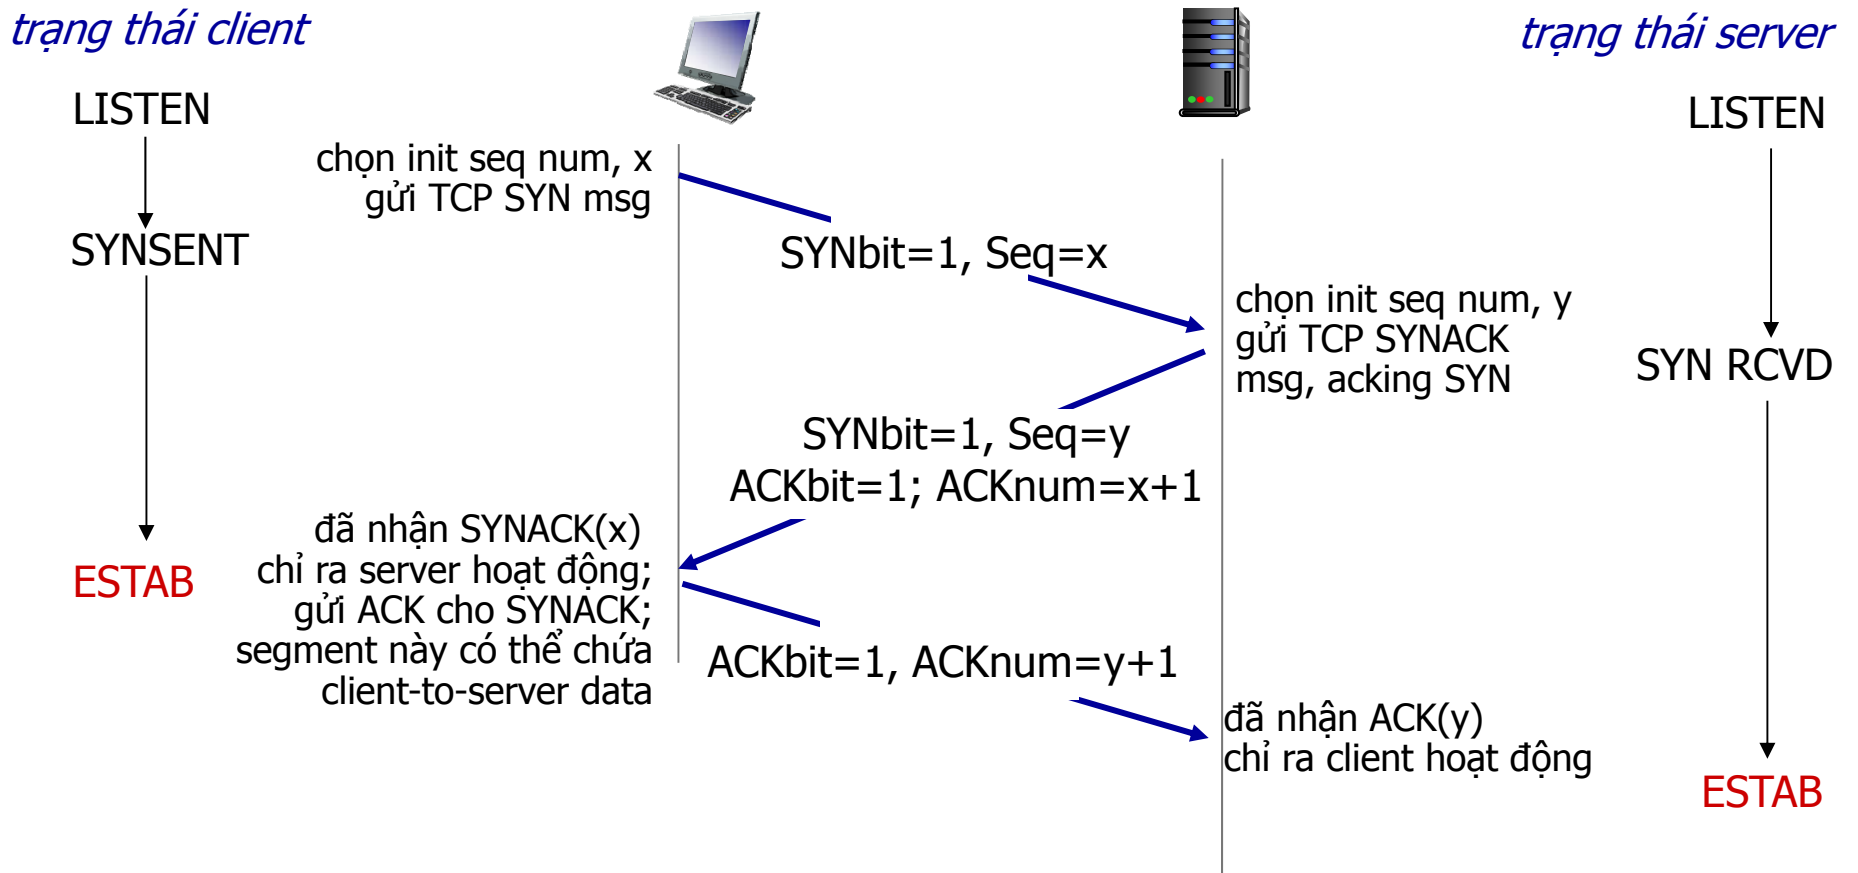 trạng thái client
trạng thái server
LISTEN
LISTEN
chọn init seq num, x
gửi TCP SYN msg
SYNSENT
SYNbit=1, Seq=x
chọn init seq num, y
gửi TCP SYNACK
msg, acking SYN
SYN RCVD
SYNbit=1, Seq=y
ACKbit=1; ACKnum=x+1
đã nhận SYNACK(x)
chỉ ra server hoạt động;
gửi ACK cho SYNACK;
segment này có thể chứa
client-to-server data
ESTAB
ACKbit=1, ACKnum=y+1
đã nhận ACK(y)
chỉ ra client hoạt động
ESTAB